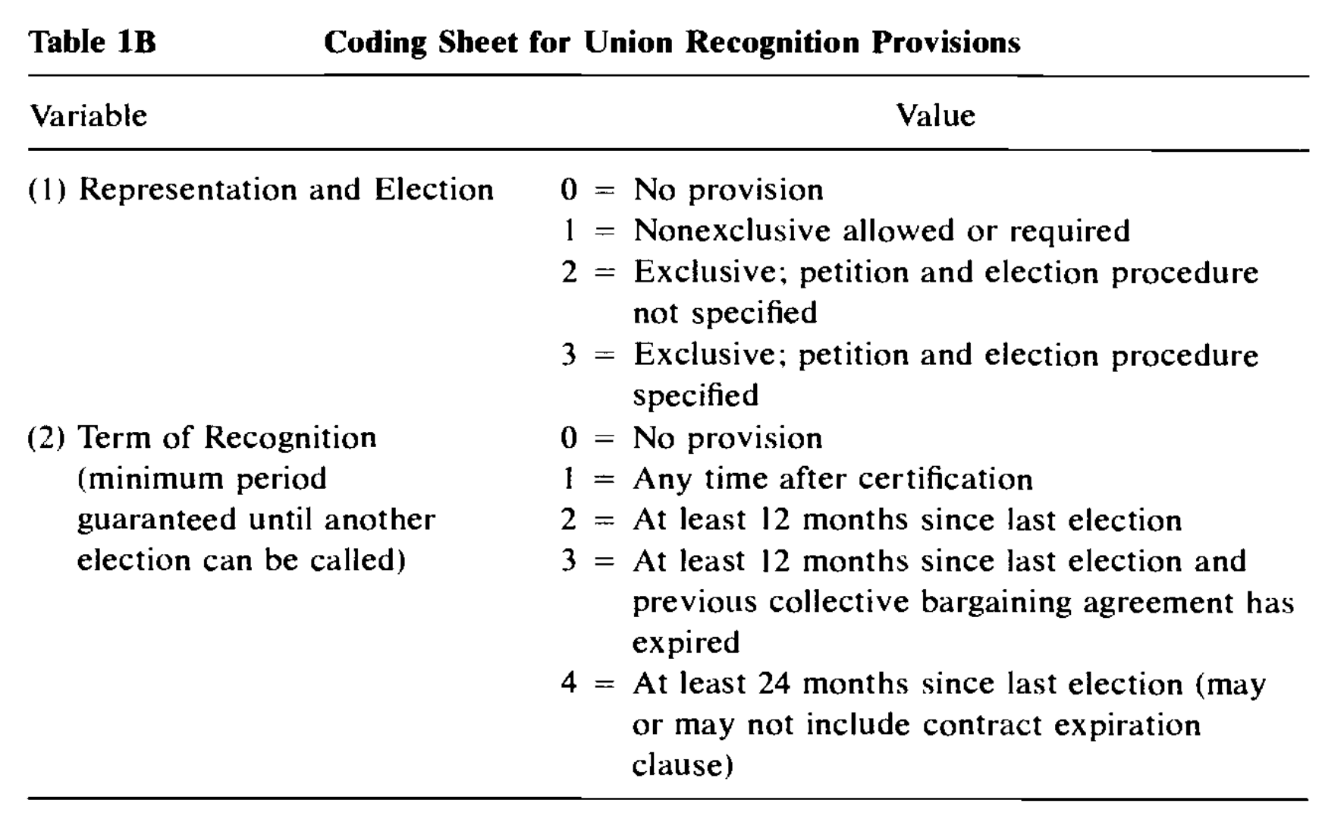 Table 1B Coding Sheet for Union Recognition Provisions
Variable Value
(1) Representation and Election 0 = No provision
1 = Nonexclusive allowed or required
2 = Exclusive; petition and election procedure
not specified
3 = Exclusive; petition and election procedure
specified
(2) Term of Recognition 0 = No provision
(minimum period 1 = Any time after certification
guaranteed until another 2 = At least 12 months since last election
election can be called) 3 = At least 12 months since last election and
previous collective bargaining agreement has
expired
4 = At least 24 months since last election (may
or may not include contract expiration
clause)